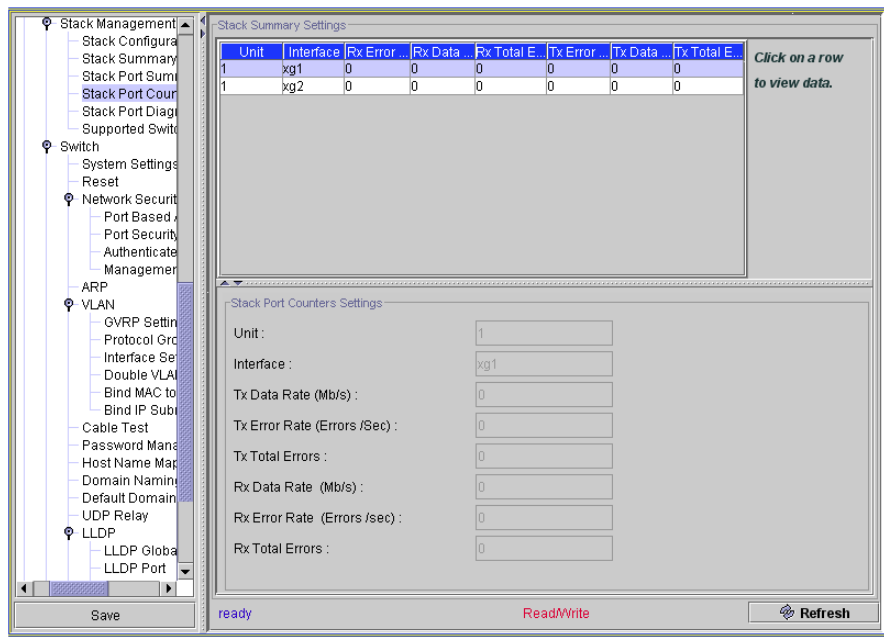 Stack Management
Stack Configura
Stack Summary
Stack Port Sum
Stack Port Coun
Stack Port Diag
Supported Swit
Switch
System Settings
Reset
Network Securit
Port Based
Port Security
Authenticate
Managemer
ARP
VLAN
GVRP Settin
Protocol Gro
Interface Se
Double VLA
Bind MAC to
Bind IP Sub
Cable Test
Password Mana
Host Name Map
Domain Naming
Default Domain
UDP Relay
LLDP
LLDP Globa
LLDP Port
Save
Stack Summary Settings
Unit Interface Rx Error ... Rx Data ... Rx Total E... Tx Error ... Tx Data ... Tx Total E...
1 xg1 0 0 0 0 0 0
1 xg2 0 0 0 0 0 0
Click on a row
to view data.
Stack Port Counters Settings
Unit : 1
Interface : xg1
Tx Data Rate (Mb/s) : 0
Tx Error Rate (Errors /Sec) : 0
Tx Total Errors : 0
Rx Data Rate (Mb/s) : 0
Rx Error Rate (Errors /sec) : 0
Rx Total Errors : 0
ready Read/Write Refresh